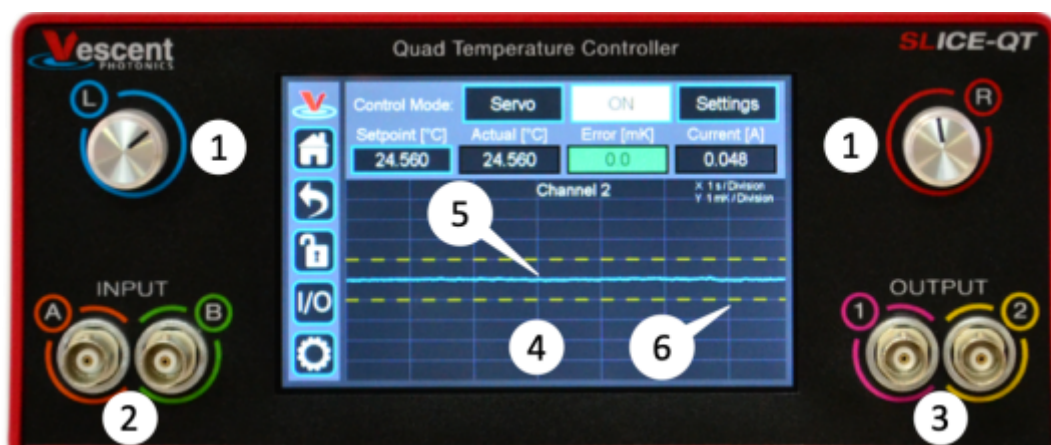 Vescent
PHOTONICS
Quad Temperature Controller
SLICE-QT
L
R
1
1
Control Mode:
Servo
ON
Settings
Setpoint [°C]
Actual [°C]
Error [mK]
Current [A]
24.560
24.560
0.0
0.048
Channel 2
X 1 s / Division
Y 1 mK / Division
5
I/O
4
6
INPUT
A
B
2
OUTPUT
1
2
3